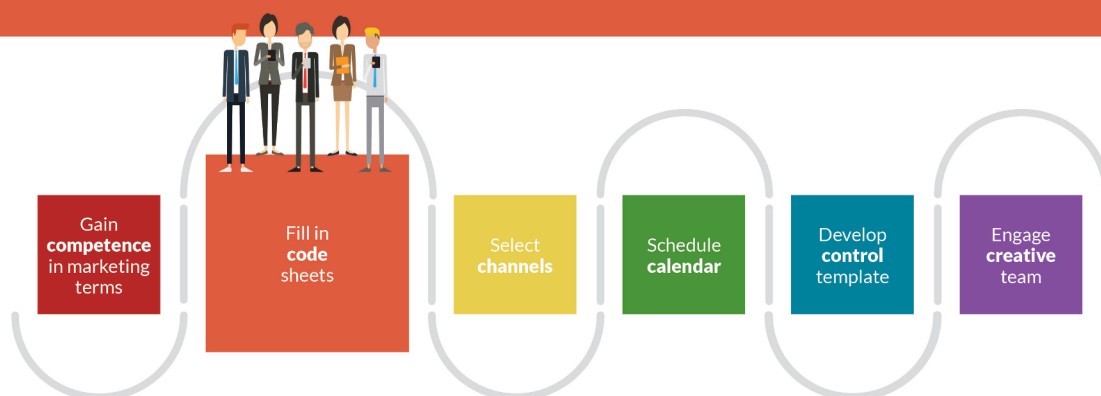 Gain
competence
in marketing
terms
Fill in
code
sheets
Select
channels
Schedule
calendar
Develop
control
template
Engage
creative
team